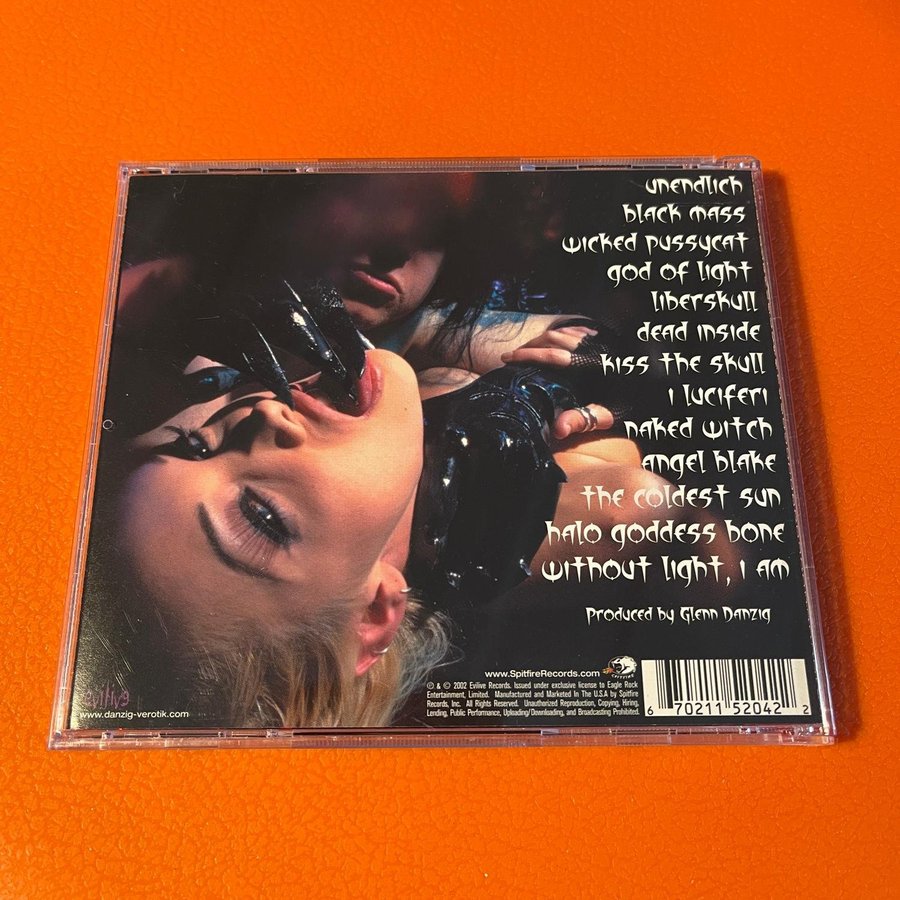 unendlich
black mass
wicked pussycat
god of light
liberskull
dead inside
kiss the skull
i luciferi
naked witch
angel blake
the coldest sun
halo goddess bone
without light, i am
Produced by Glenn Danzig
www.SpitfireRecords.com
SPITFIRE
℗ & © 2002 Evilive Records. Issued under exclusive license to Eagle Rock
Entertainment, Limited. Manufactured and Marketed In The U.S.A by Spitfire
Records, Inc. All Rights Reserved. Unauthorized Reproduction, Copying, Hiring,
Lending, Public Performance, Uploading/Downloading, and Broadcasting Prohibited.
6 70211 52042 2
www.danzig-verotik.com